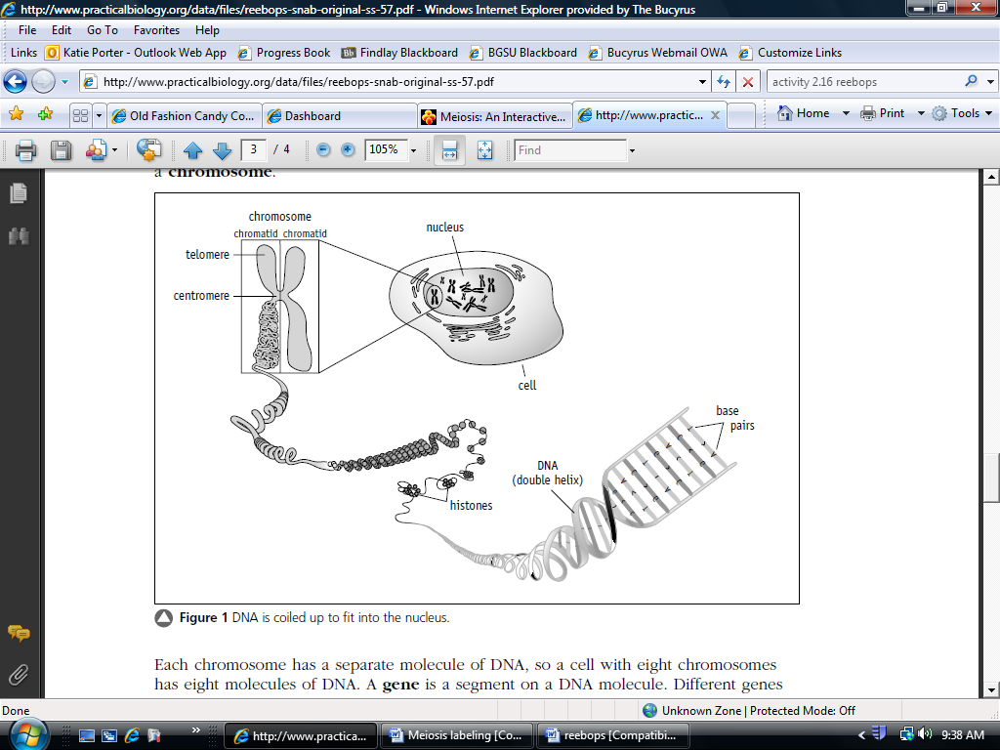 http://www.practicalbiology.org/data/files/reebops-snab-original-ss-57.pdf - Windows Internet Explorer provided by The Bucyrus
File Edit Go To Favorites Help
Links Katie Porter - Outlook Web App Progress Book Bb Findlay Blackboard BGSU Blackboard Bucyrus Webmail OWA Customize Links
http://www.practicalbiology.org/data/files/reebops-snab-original-ss-57.pdf activity 2.16 reebops
Old Fashion Candy Co... Dashboard Meiosis: An Interactive... http://www.practic... Home Print Tools
3 / 4 105% Find
a chromosome.
chromosome
chromatid chromatid
telomere
centromere
nucleus
cell
base
pairs
DNA
(double helix)
histones
Figure 1 DNA is coiled up to fit into the nucleus.
Each chromosome has a separate molecule of DNA, so a cell with eight chromosomes
has eight molecules of DNA. A gene is a segment on a DNA molecule. Different genes
Done Unknown Zone | Protected Mode: Off
http://www.practica... Meiosis labeling [Co... reebops [Compatibi... 9:38 AM